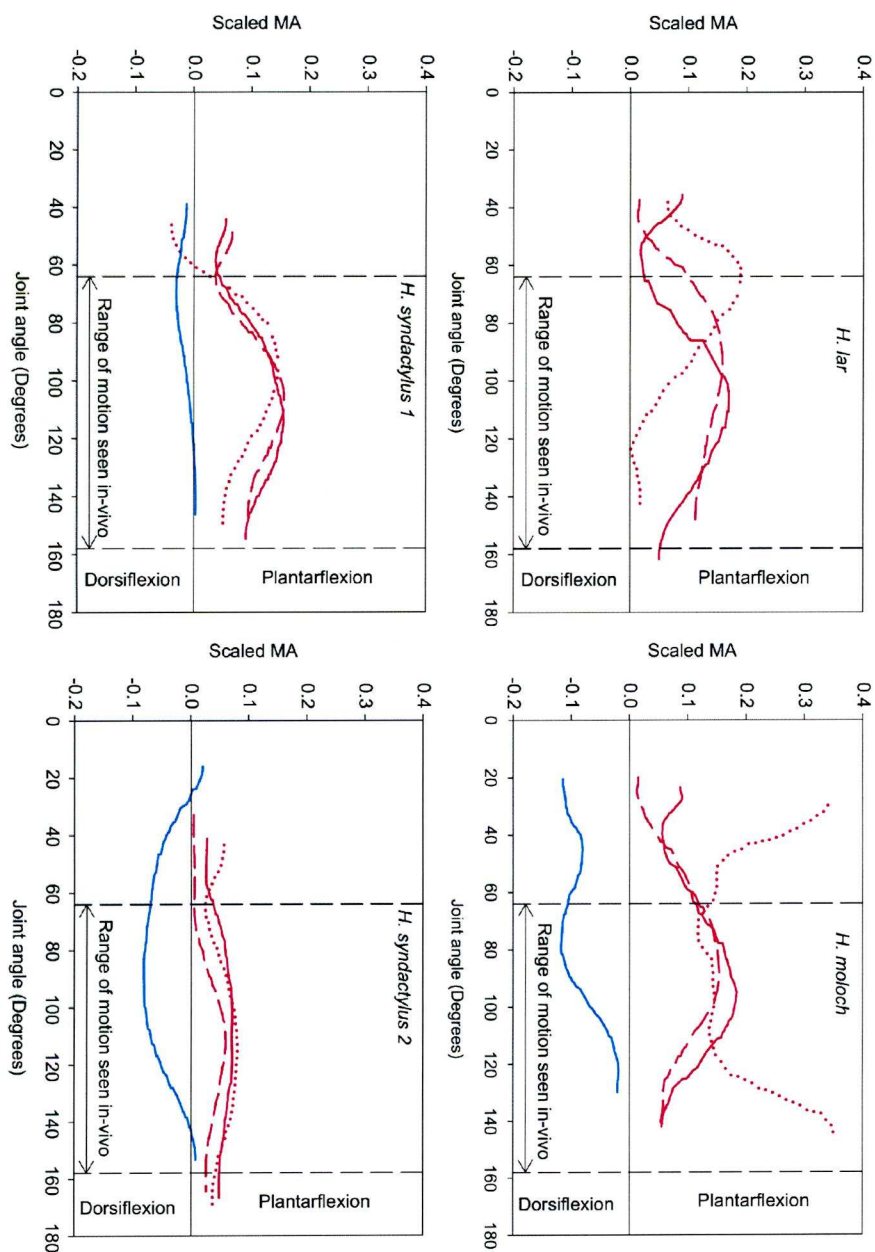 H. lar
Scaled MA
0.4
0.3
0.2
0.1
0.0
-0.1
-0.2
Plantarflexion
Dorsiflexion
Range of motion seen in-vivo
0 20 40 60 80 100 120 140 160 180
Joint angle (Degrees)
H. moloch
Scaled MA
0.4
0.3
0.2
0.1
0.0
-0.1
-0.2
Plantarflexion
Dorsiflexion
Range of motion seen in-vivo
0 20 40 60 80 100 120 140 160 180
Joint angle (Degrees)
H. syndactylus 1
Scaled MA
0.4
0.3
0.2
0.1
0.0
-0.1
-0.2
Plantarflexion
Dorsiflexion
Range of motion seen in-vivo
0 20 40 60 80 100 120 140 160 180
Joint angle (Degrees)
H. syndactylus 2
Scaled MA
0.4
0.3
0.2
0.1
0.0
-0.1
-0.2
Plantarflexion
Dorsiflexion
Range of motion seen in-vivo
0 20 40 60 80 100 120 140 160 180
Joint angle (Degrees)